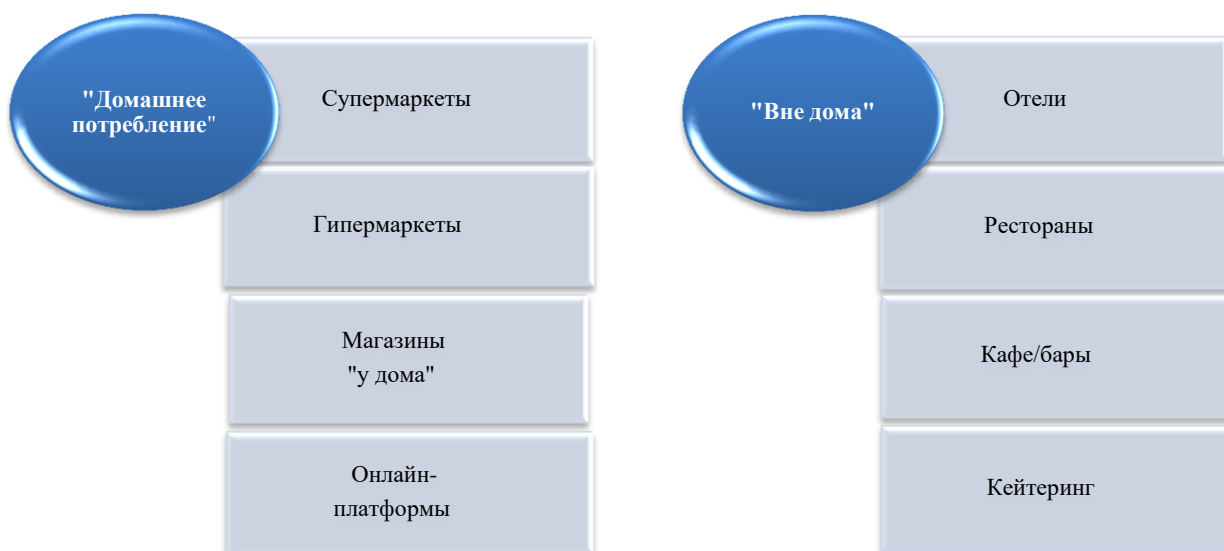 "Домашнее
потребление"
Супермаркеты
Гипермаркеты
Магазины
"у дома"
Онлайн-
платформы
"Вне дома"
Отели
Рестораны
Кафе/бары
Кейтеринг